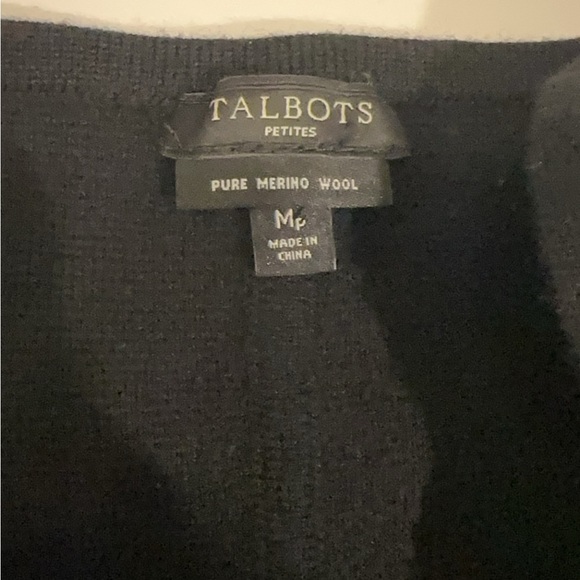 TALBOTS
PETITES
PURE MERINO WOOL
MP
MADE IN
CHINA